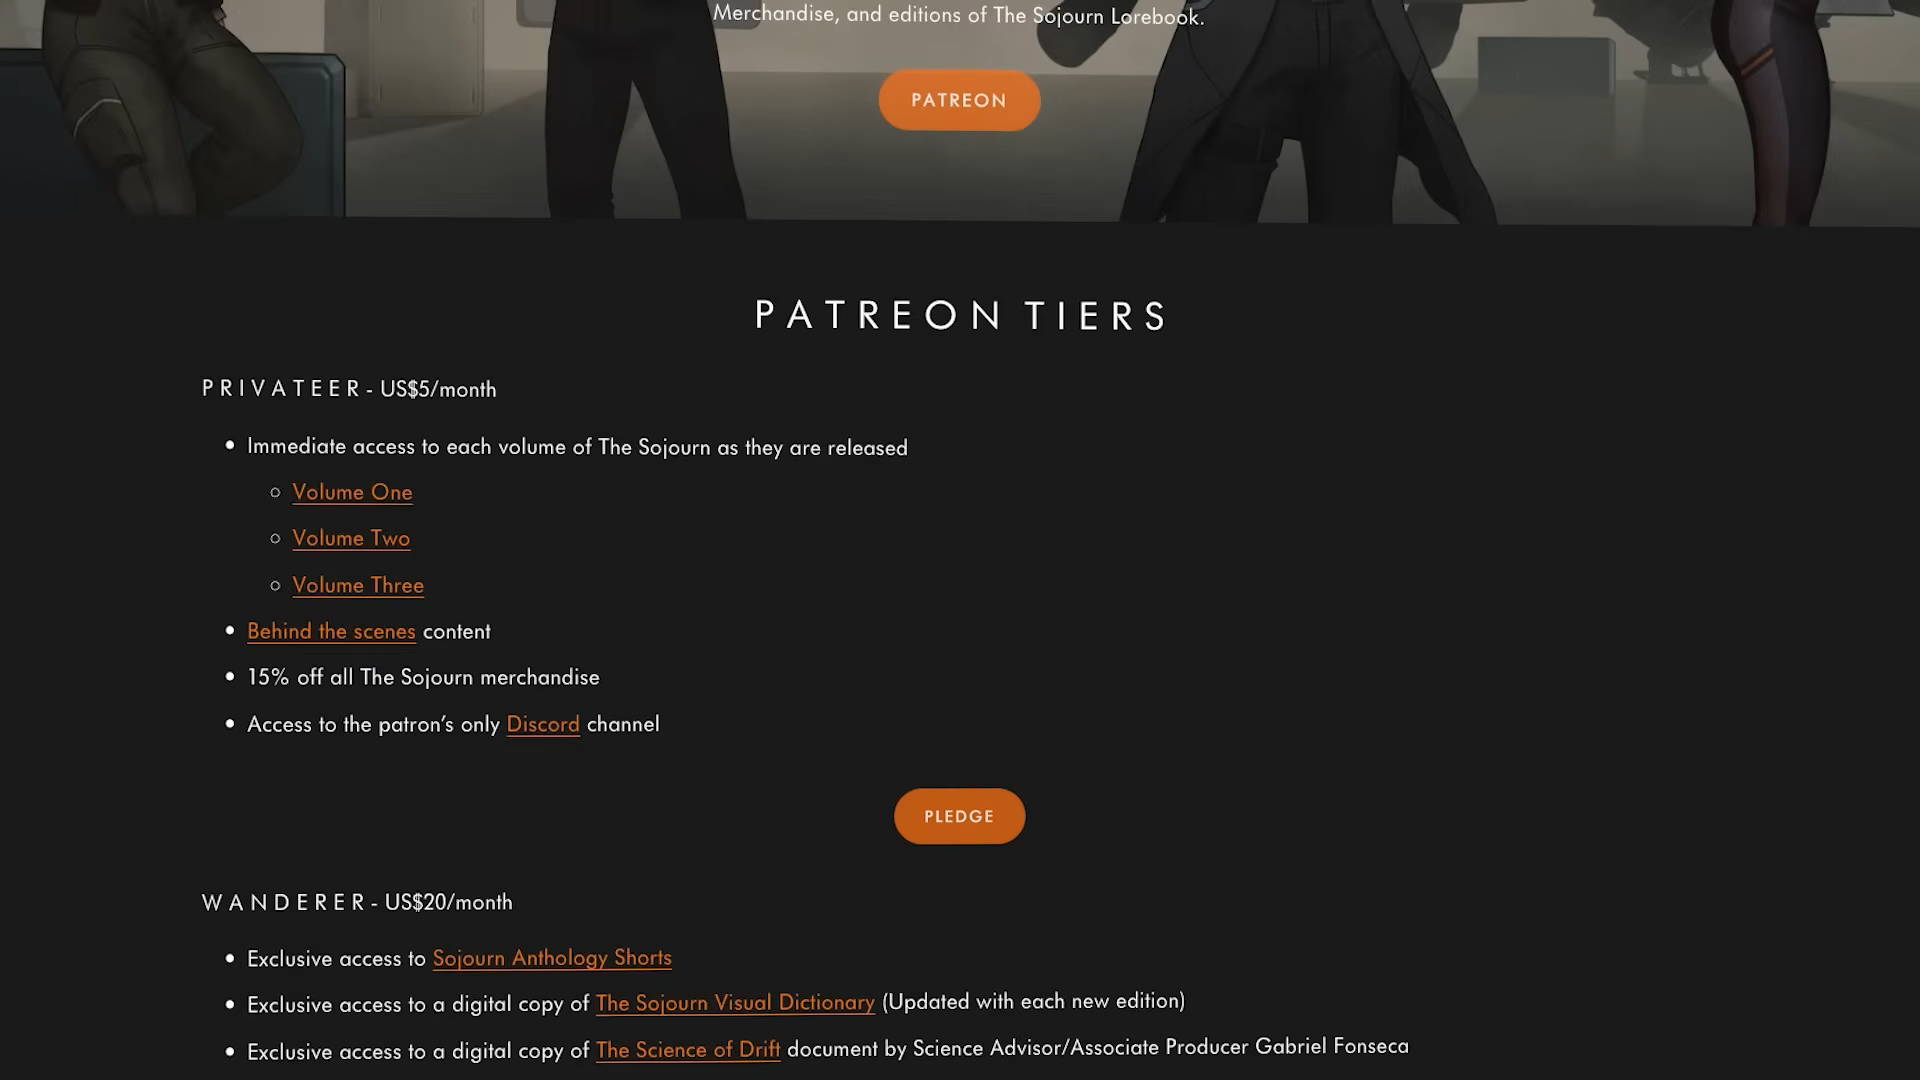 Merchandise, and editions of The Sojourn Lorebook.
PATREON
PATREON TIERS
PRIVATEER - US$5/month
• Immediate access to each volume of The Sojourn as they are released
○ Volume One
○ Volume Two
○ Volume Three
• Behind the scenes content
• 15% off all The Sojourn merchandise
• Access to the patron’s only Discord channel
PLEDGE
WANDERER - US$20/month
• Exclusive access to Sojourn Anthology Shorts
• Exclusive access to a digital copy of The Sojourn Visual Dictionary (Updated with each new edition)
• Exclusive access to a digital copy of The Science of Drift document by Science Advisor/Associate Producer Gabriel Fonseca